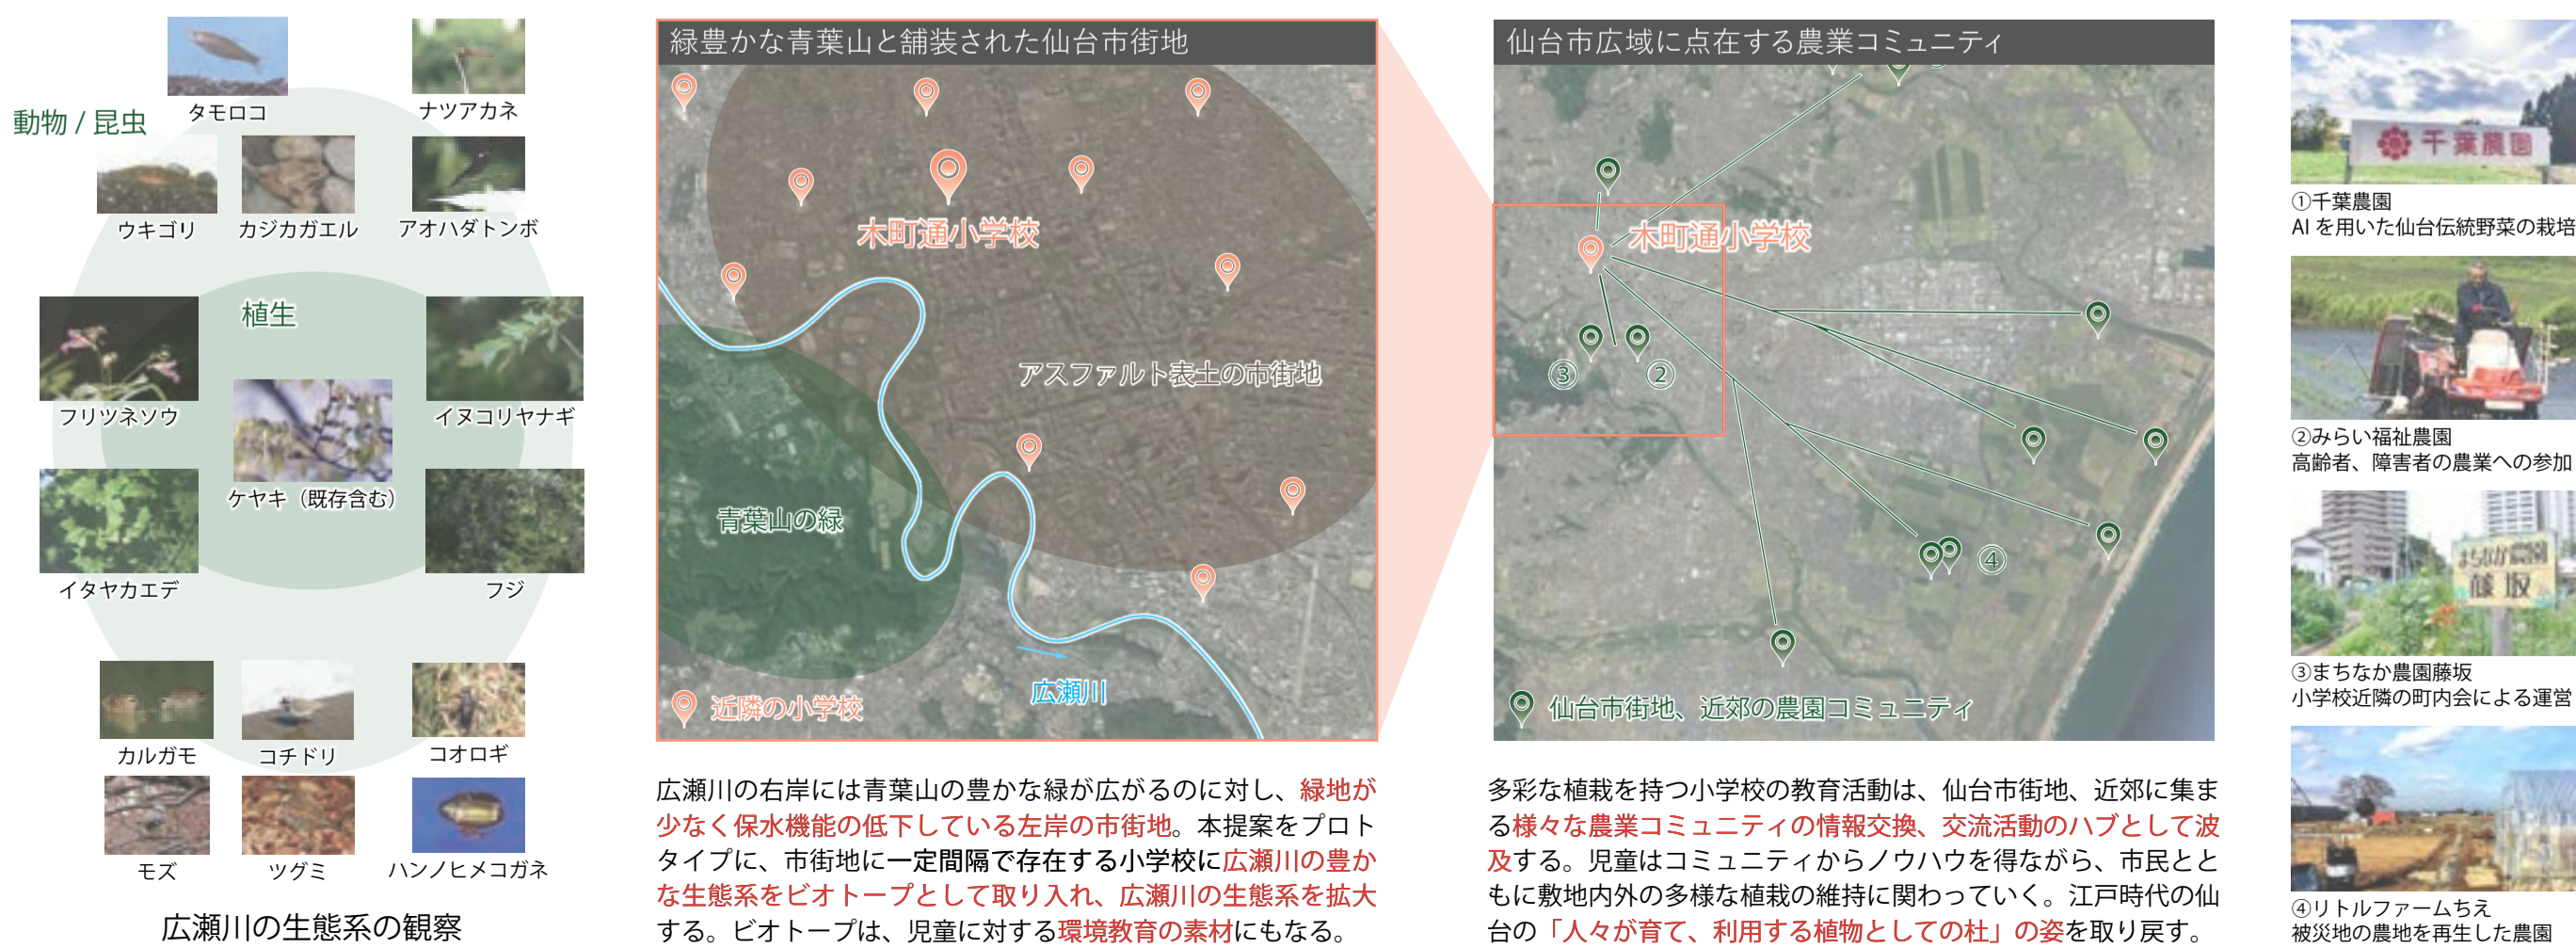 動物 / 昆虫
タモロコ
ナツアカネ
ウキゴリ
カジカガエル
アオハダトンボ
植生
フリツネソウ
イヌコリヤナギ
ケヤキ（既存含む）
イタヤカエデ
フジ
カルガモ
コチドリ
コオロギ
モズ
ツグミ
ハンノヒメコガネ
広瀬川の生態系の観察
緑豊かな青葉山と舗装された仙台市街地
木町通小学校
アスファルト表土の市街地
青葉山の緑
広瀬川
近隣の小学校
広瀬川の右岸には青葉山の豊かな緑が広がるのに対し、緑地が
少なく保水機能の低下している左岸の市街地。本提案をプロト
タイプに、市街地に一定間隔で存在する小学校に広瀬川の豊か
な生態系をビオトープとして取り入れ、広瀬川の生態系を拡大
する。ビオトープは、児童に対する環境教育の素材にもなる。
仙台市広域に点在する農業コミュニティ
木町通小学校
③
②
④
仙台市街地、近郊の農園コミュニティ
多彩な植栽を持つ小学校の教育活動は、仙台市街地、近郊に集ま
る様々な農業コミュニティの情報交換、交流活動のハブとして波
及する。児童はコミュニティからノウハウを得ながら、市民とと
もに敷地内外の多様な植栽の維持に関わっていく。江戸時代の仙
台の「人々が育て、利用する植物としての杜」の姿を取り戻す。
千葉農園
①千葉農園
AI を用いた仙台伝統野菜の栽培
②みらい福祉農園
高齢者、障害者の農業への参加
まちなか農園
藤坂
③まちなか農園藤坂
小学校近隣の町内会による運営
④リトルファームちえ
被災地の農地を再生した農園